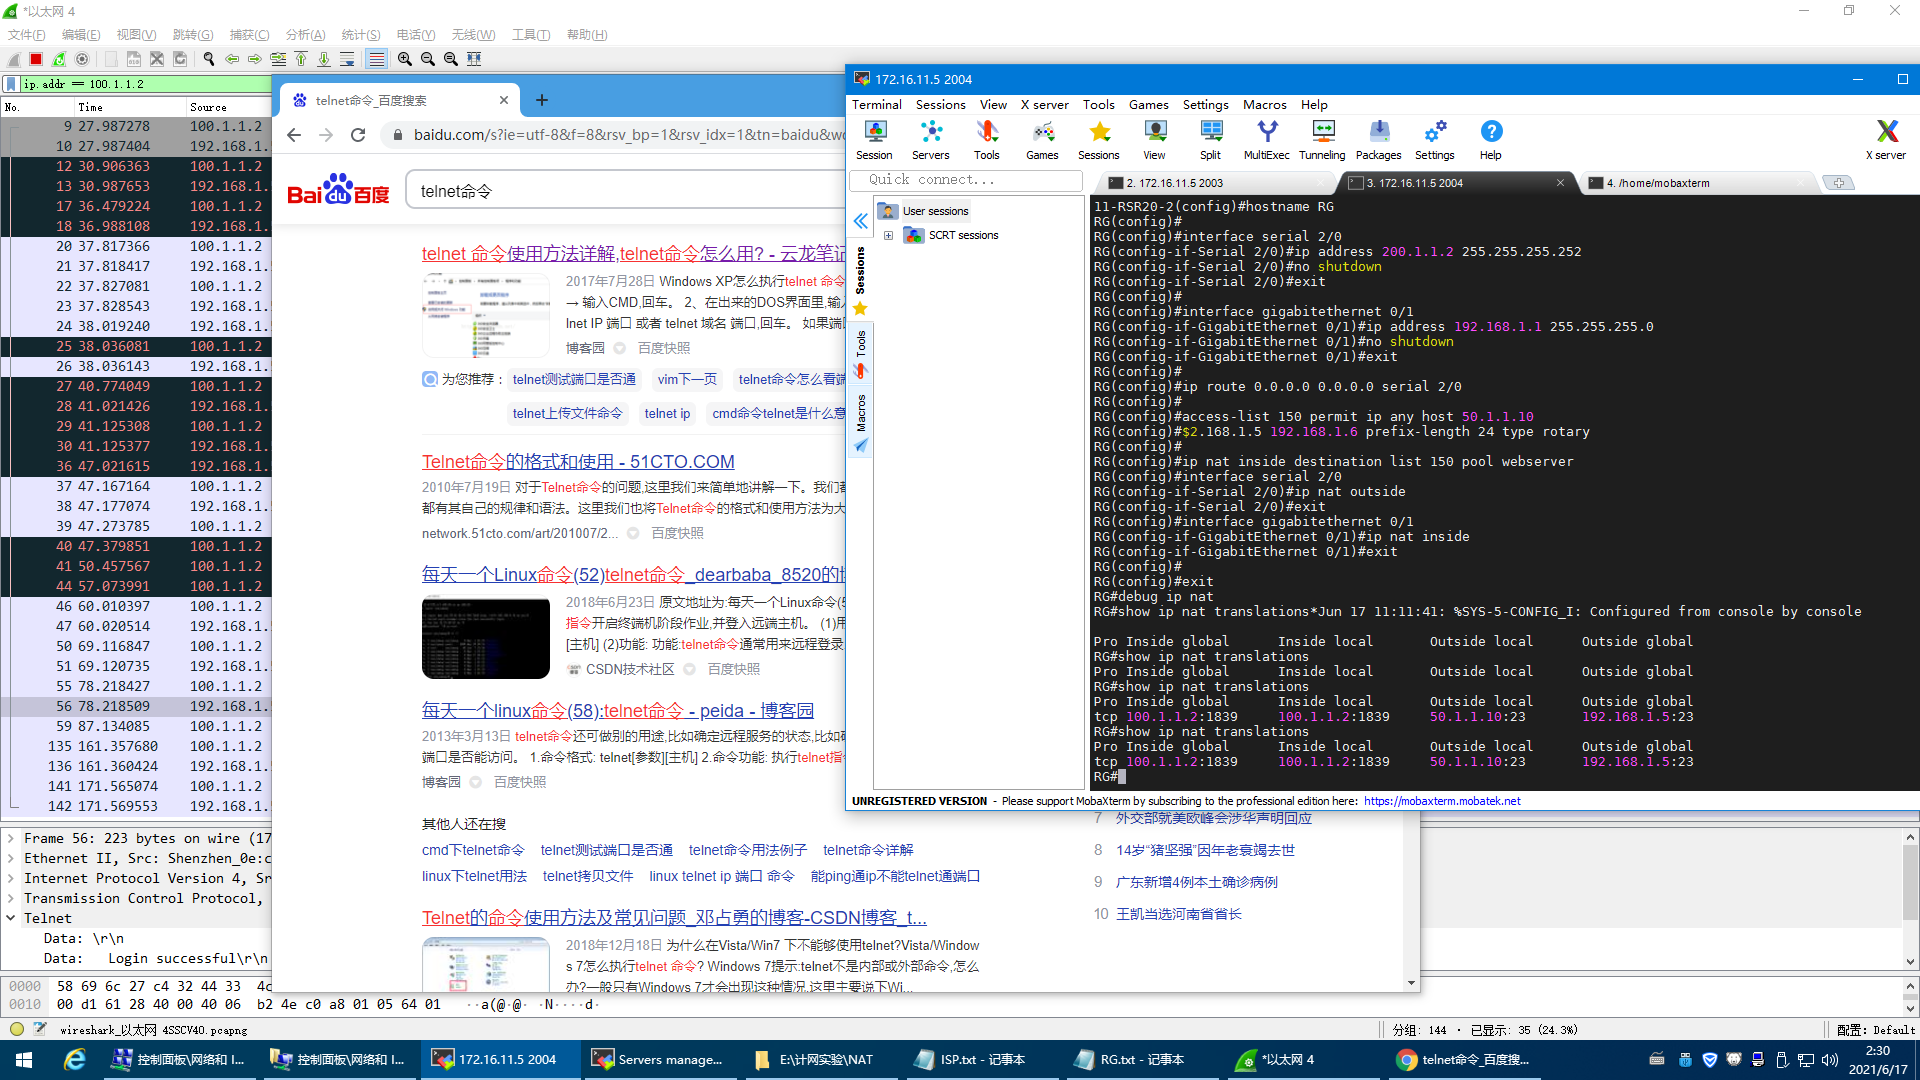 *以太网 4
文件(F) 编辑(E) 视图(V) 跳转(G) 捕获(C) 分析(A) 统计(S) 电话(Y) 无线(W) 工具(T) 帮助(H)
ip.addr == 100.1.1.2
No. Time Source
9 27.987278 100.1.1.2
10 27.987404 192.168.1.
12 30.906363 100.1.1.2
13 30.987653 192.168.1.
17 36.479224 100.1.1.2
18 36.988108 192.168.1.
20 37.817366 100.1.1.2
21 37.818417 192.168.1.
22 37.827081 100.1.1.2
23 37.828543 192.168.1.
24 38.019240 192.168.1.
25 38.036081 100.1.1.2
26 38.036143 192.168.1.
27 40.774049 192.168.1.
28 41.021426 192.168.1.
29 41.125308 100.1.1.2
30 41.125377 192.168.1.
36 47.021615 192.168.1.
37 47.167164 100.1.1.2
38 47.177074 192.168.1.
39 47.273785 100.1.1.2
40 47.379851 192.168.1.
41 50.457567 192.168.1.
44 57.073991 192.168.1.
46 60.010397 100.1.1.2
47 60.020514 192.168.1.
50 69.116847 100.1.1.2
51 69.120735 192.168.1.
55 78.218427 100.1.1.2
56 78.218509 192.168.1.
59 87.134085 100.1.1.2
135 161.357680 100.1.1.2
136 161.360424 192.168.1.
141 171.565074 100.1.1.2
142 171.569553 192.168.1.
Frame 56: 223 bytes on wire (17
Ethernet II, Src: Shenzhen_0e:c
Internet Protocol Version 4, Sr
Transmission Control Protocol,
Telnet
Data: \r\n
Data: Login successful\r\n
0000 58 69 6c 27 c4 32 44 33 4c
0010 00 d1 61 28 40 00 40 06 b2 4e c0 a8 01 05 64 01 ··a(@·@· ·N····d·
wireshark_以太网 4SSCV40.pcapng
分组: 144 · 已显示: 35 (24.3%)
配置: Default
telnet命令_百度搜索
baidu.com/s?ie=utf-8&f=8&rsv_bp=1&rsv_idx=1&tn=baidu&wd
Bai百度
telnet命令
telnet 命令使用方法详解,telnet命令怎么用? - 云龙笔记
2017年7月28日 Windows XP怎么执行telnet 命令
→ 输入CMD,回车。 2、在出来的DOS界面里,输入
lnet IP 端口 或者 telnet 域名 端口,回车。 如果端
博客园 百度快照
为您推荐: telnet测试端口是否通 vim下一页 telnet命令怎么看端
telnet上传文件命令 telnet ip cmd命令telnet是什么意
Telnet命令的格式和使用 - 51CTO.COM
2010年7月19日 对于Telnet命令的问题,这里我们来简单地讲解一下。我们都
都有其自己的规律和语法。这里我们也将Telnet命令的格式和使用方法为大
network.51cto.com/art/201007/2... 百度快照
每天一个Linux命令(52)telnet命令_dearbaba_8520的博
2018年6月23日 原文地址为:每天一个Linux命令(5
指令开启终端机阶段作业,并登入远端主机。 (1)用
[主机] (2)功能: 功能:telnet命令通常用来远程登录
CSDN技术社区 百度快照
每天一个linux命令(58):telnet命令 - peida - 博客园
2013年3月13日 telnet命令还可做别的用途,比如确定远程服务的状态,比如确
端口是否能访问。 1.命令格式: telnet[参数][主机] 2.命令功能: 执行telnet指
博客园 百度快照
其他人还在搜
cmd下telnet命令 telnet测试端口是否通 telnet命令用法例子 telnet命令详解
linux下telnet用法 telnet拷贝文件 linux telnet ip 端口 命令 能ping通ip不能telnet通端口
Telnet的命令使用方法及常见问题_邓占勇的博客-CSDN博客_t...
2018年12月18日 为什么在Vista/Win7 下不能够使用telnet?Vista/Window
s 7怎么执行telnet 命令? Windows 7提示:telnet不是内部或外部命令,怎么
办?一般只有Windows 7才会出现这种情况,这里主要说下Wi...
7 外交部就美欧峰会涉华声明回应
8 14岁“猪坚强”因年老衰竭去世
9 广东新增4例本土确诊病例
10 王凯当选河南省省长
172.16.11.5 2004
Terminal Sessions View X server Tools Games Settings Macros Help
Session Servers Tools Games Sessions View Split MultiExec Tunneling Packages Settings Help X server
Quick connect...
2. 172.16.11.5 2003
3. 172.16.11.5 2004
4. /home/mobaxterm
User sessions
SCRT sessions
Sessions
Tools
Macros
11-RSR20-2(config)#hostname RG
RG(config)#
RG(config)#interface serial 2/0
RG(config-if-Serial 2/0)#ip address 200.1.1.2 255.255.255.252
RG(config-if-Serial 2/0)#no shutdown
RG(config-if-Serial 2/0)#exit
RG(config)#
RG(config)#interface gigabitethernet 0/1
RG(config-if-GigabitEthernet 0/1)#ip address 192.168.1.1 255.255.255.0
RG(config-if-GigabitEthernet 0/1)#no shutdown
RG(config-if-GigabitEthernet 0/1)#exit
RG(config)#
RG(config)#ip route 0.0.0.0 0.0.0.0 serial 2/0
RG(config)#
RG(config)#access-list 150 permit ip any host 50.1.1.10
RG(config)#$2.168.1.5 192.168.1.6 prefix-length 24 type rotary
RG(config)#
RG(config)#ip nat inside destination list 150 pool webserver
RG(config)#interface serial 2/0
RG(config-if-Serial 2/0)#ip nat outside
RG(config-if-Serial 2/0)#exit
RG(config)#interface gigabitethernet 0/1
RG(config-if-GigabitEthernet 0/1)#ip nat inside
RG(config-if-GigabitEthernet 0/1)#exit
RG(config)#
RG(config)#exit
RG#debug ip nat
RG#show ip nat translations*Jun 17 11:11:41: %SYS-5-CONFIG_I: Configured from console by console
Pro Inside global Inside local Outside local Outside global
RG#show ip nat translations
Pro Inside global Inside local Outside local Outside global
RG#show ip nat translations
Pro Inside global Inside local Outside local Outside global
tcp 100.1.1.2:1839 100.1.1.2:1839 50.1.1.10:23 192.168.1.5:23
RG#show ip nat translations
Pro Inside global Inside local Outside local Outside global
tcp 100.1.1.2:1839 100.1.1.2:1839 50.1.1.10:23 192.168.1.5:23
RG#
UNREGISTERED VERSION - Please support MobaXterm by subscribing to the professional edition here: https://mobaxterm.mobatek.net
控制面板\网络和 I...
控制面板\网络和 I...
172.16.11.5 2004
Servers manage...
E:\计网实验\NAT
ISP.txt - 记事本
RG.txt - 记事本
*以太网 4
telnet命令_百度搜...
2:30
2021/6/17